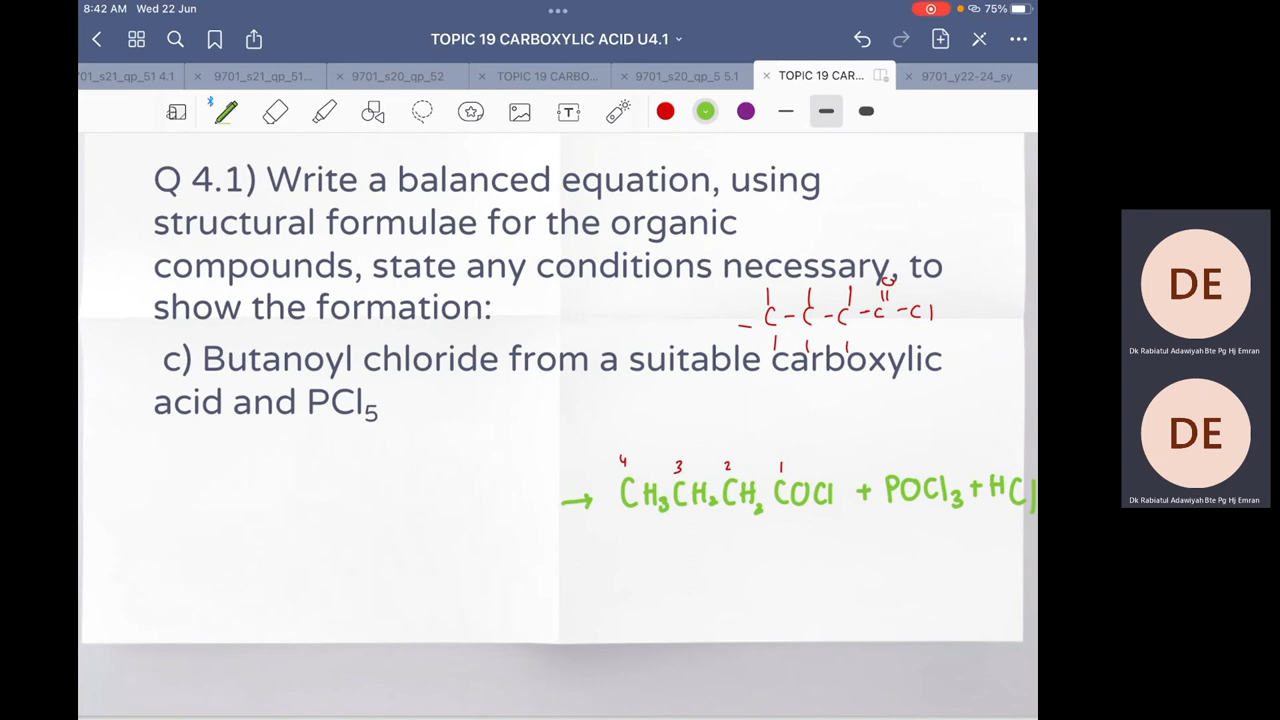 8:42 AM Wed 22 Jun
75%
TOPIC 19 CARBOXYLIC ACID U4.1
701_s21_qp_51 4.1
9701_s21_qp_51...
9701_s20_qp_52
TOPIC 19 CARBO...
9701_s20_qp_5 5.1
TOPIC 19 CAR...
9701_y22-24_sy
Q 4.1) Write a balanced equation, using
structural formulae for the organic
compounds, state any conditions necessary, to
show the formation:
O
- C - C - C - C - Cl
c) Butanoyl chloride from a suitable carboxylic
acid and PCl₅
4 3 2 1
→ CH₃CH₂CH₂COCl + POCl₃ + HCl
DE
Dk Rabiatul Adawiyah Bte Pg Hj Emran
DE
Dk Rabiatul Adawiyah Bte Pg Hj Emran